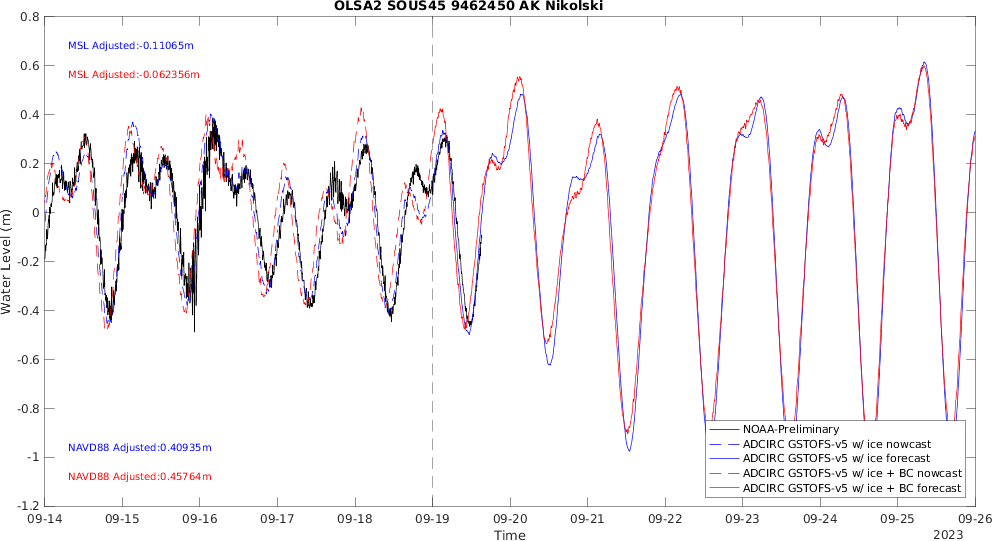 OLSA2 SOUS45 9462450 AK Nikolski
0.8
0.6
0.4
0.2
0
-0.2
-0.4
-0.6
-0.8
-1
-1.2
Water Level (m)
MSL Adjusted:-0.11065m
MSL Adjusted:-0.062356m
NAVD88 Adjusted:0.40935m
NAVD88 Adjusted:0.45764m
NOAA-Preliminary
ADCIRC GSTOFS-v5 w/ ice nowcast
ADCIRC GSTOFS-v5 w/ ice forecast
ADCIRC GSTOFS-v5 w/ ice + BC nowcast
ADCIRC GSTOFS-v5 w/ ice + BC forecast
09-14 09-15 09-16 09-17 09-18 09-19 09-20 09-21 09-22 09-23 09-24 09-25 09-26
Time
2023